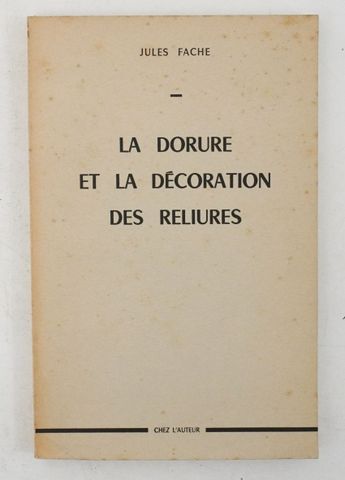 JULES FACHE
LA DORURE
ET LA DÉCORATION
DES RELIURES
CHEZ L'AUTEUR